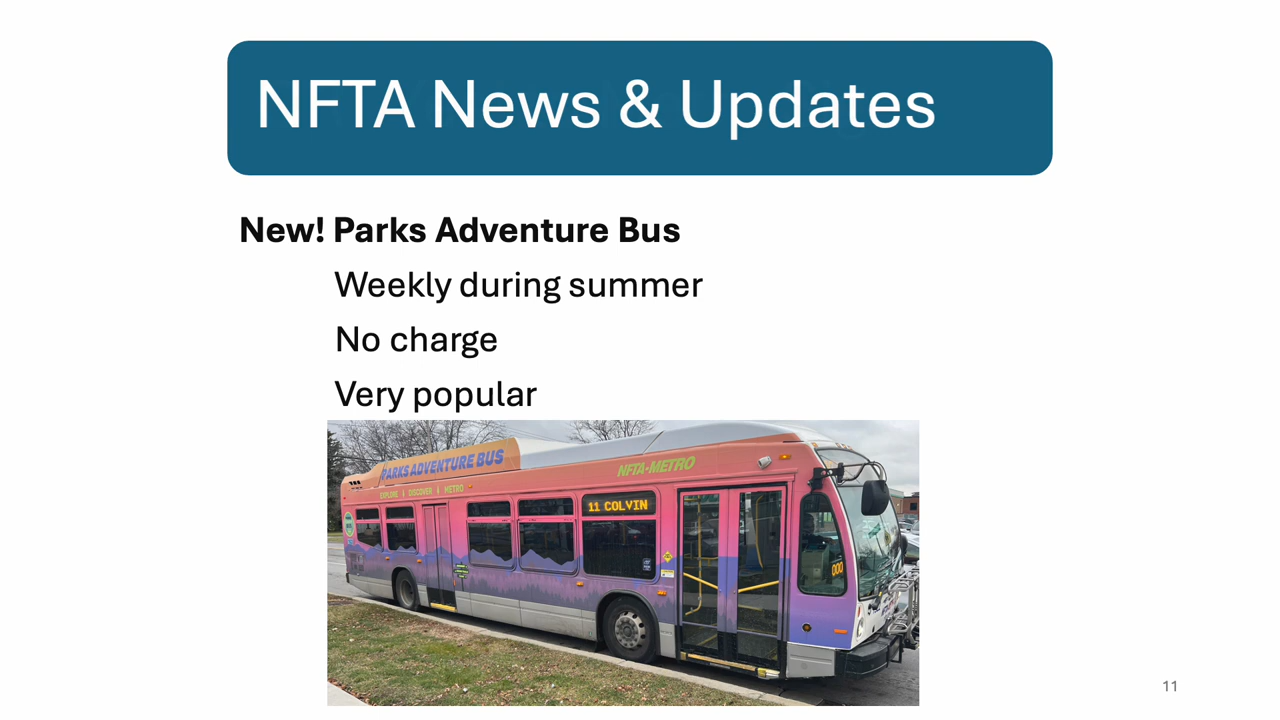 NFTA News & Updates
New! Parks Adventure Bus
Weekly during summer
No charge
Very popular
PARKS ADVENTURE BUS
NFTA-METRO
EXPLORE | DISCOVER | METRO
11 COLVIN
11